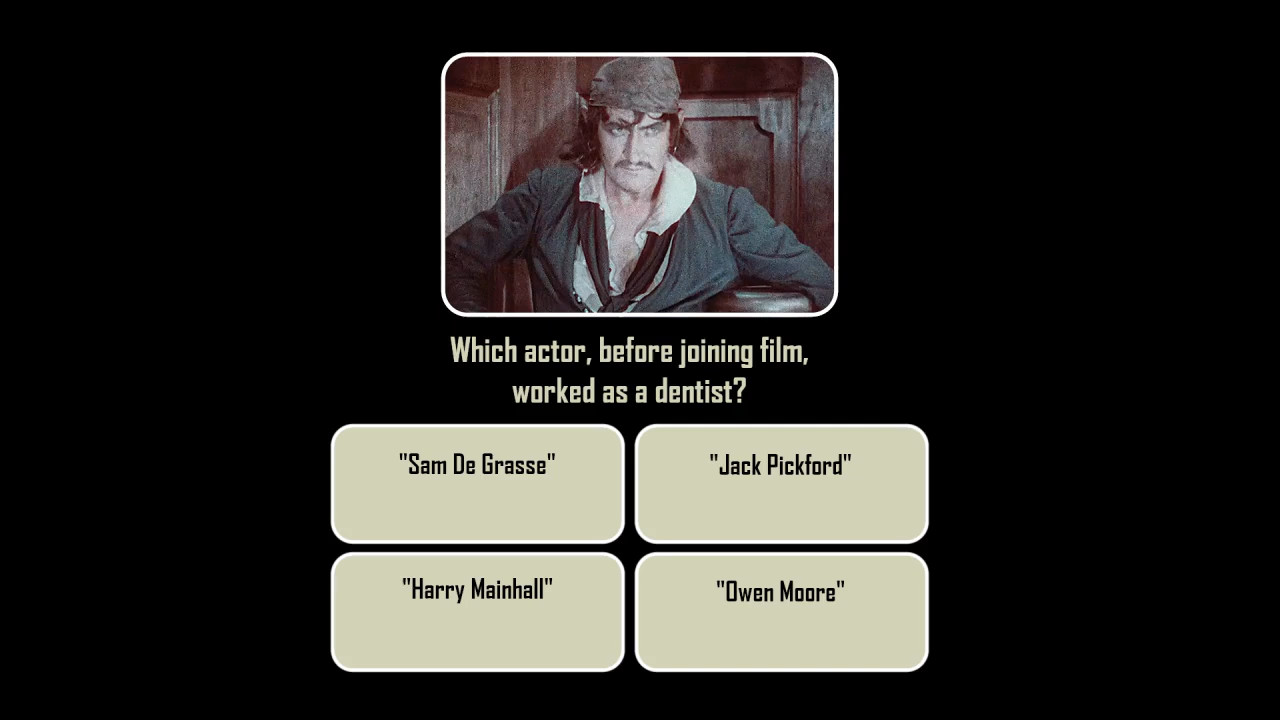 Which actor, before joining film,
worked as a dentist?
"Sam De Grasse"
"Jack Pickford"
"Harry Mainhall"
"Owen Moore"